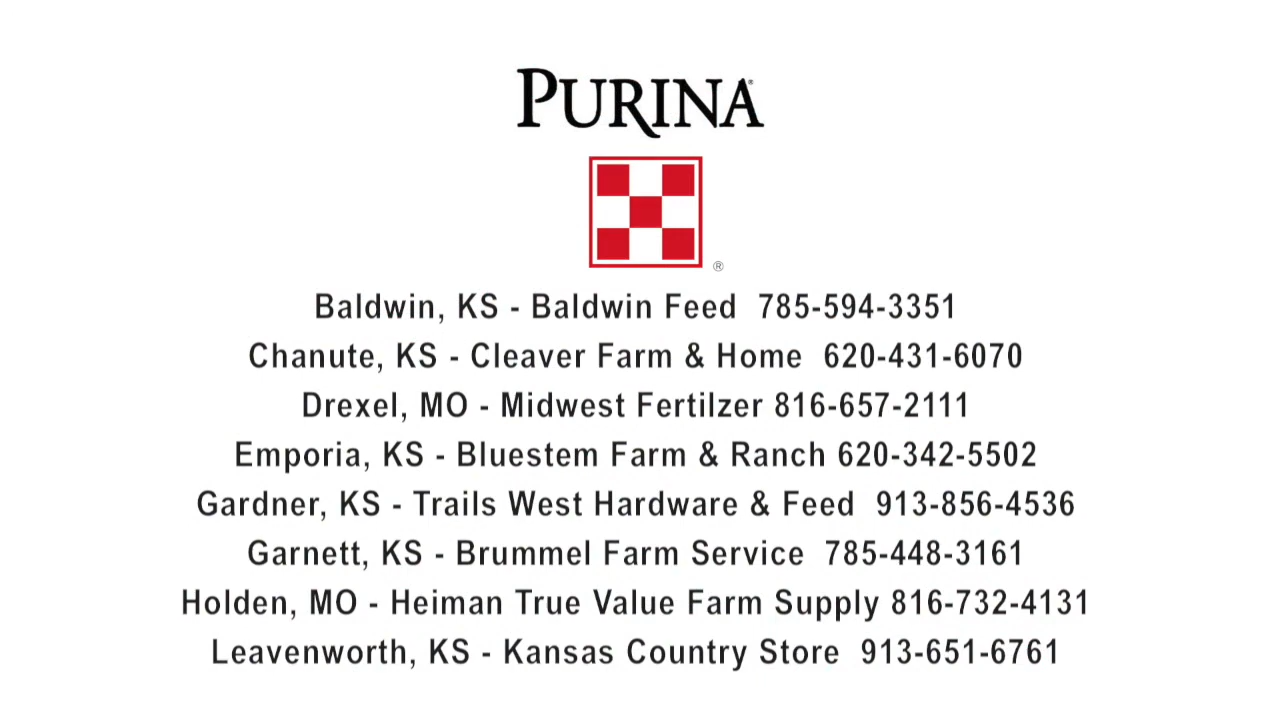 PURINA®
®
Baldwin, KS - Baldwin Feed 785-594-3351
Chanute, KS - Cleaver Farm & Home 620-431-6070
Drexel, MO - Midwest Fertilzer 816-657-2111
Emporia, KS - Bluestem Farm & Ranch 620-342-5502
Gardner, KS - Trails West Hardware & Feed 913-856-4536
Garnett, KS - Brummel Farm Service 785-448-3161
Holden, MO - Heiman True Value Farm Supply 816-732-4131
Leavenworth, KS - Kansas Country Store 913-651-6761